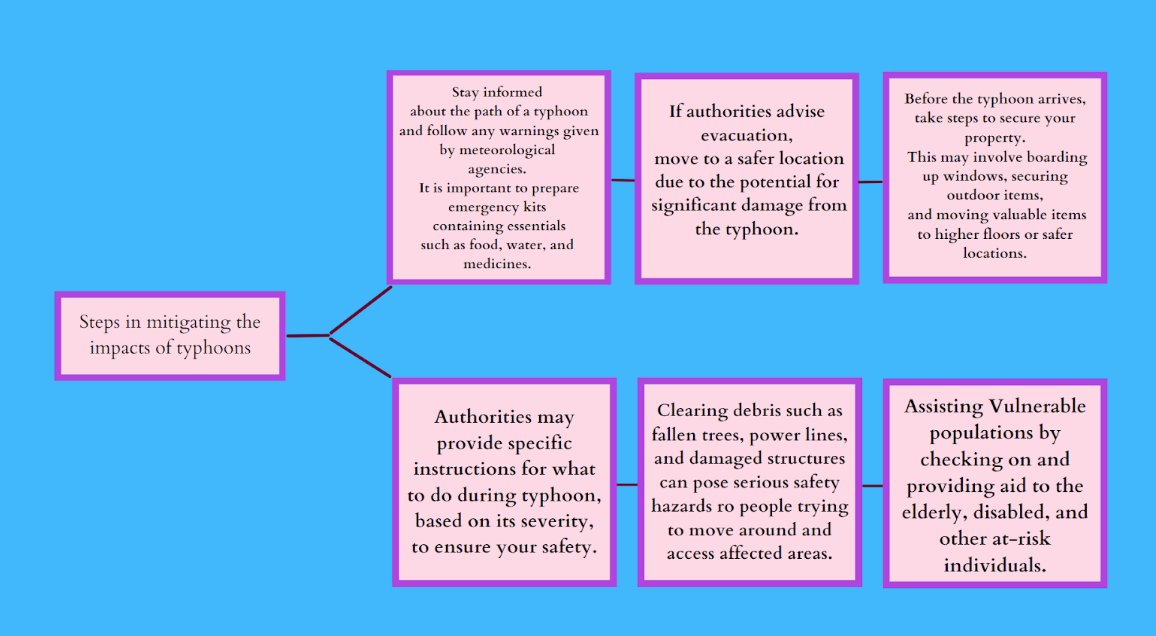 Steps in mitigating the
impacts of typhoons
Stay informed
about the path of a typhoon
and follow any warnings given
by meteorological
agencies.
It is important to prepare
emergency kits
containing essentials
such as food, water, and
medicines.
If authorities advise
evacuation,
move to a safer location
due to the potential for
significant damage from
the typhoon.
Before the typhoon arrives,
take steps to secure your
property.
This may involve boarding
up windows, securing
outdoor items,
and moving valuable items
to higher floors or safer
locations.
Authorities may
provide specific
instructions for what
to do during typhoon,
based on its severity,
to ensure your safety.
Clearing debris such as
fallen trees, power lines,
and damaged structures
can pose serious safety
hazards ro people trying
to move around and
access affected areas.
Assisting Vulnerable
populations by
checking on and
providing aid to the
elderly, disabled, and
other at-risk
individuals.